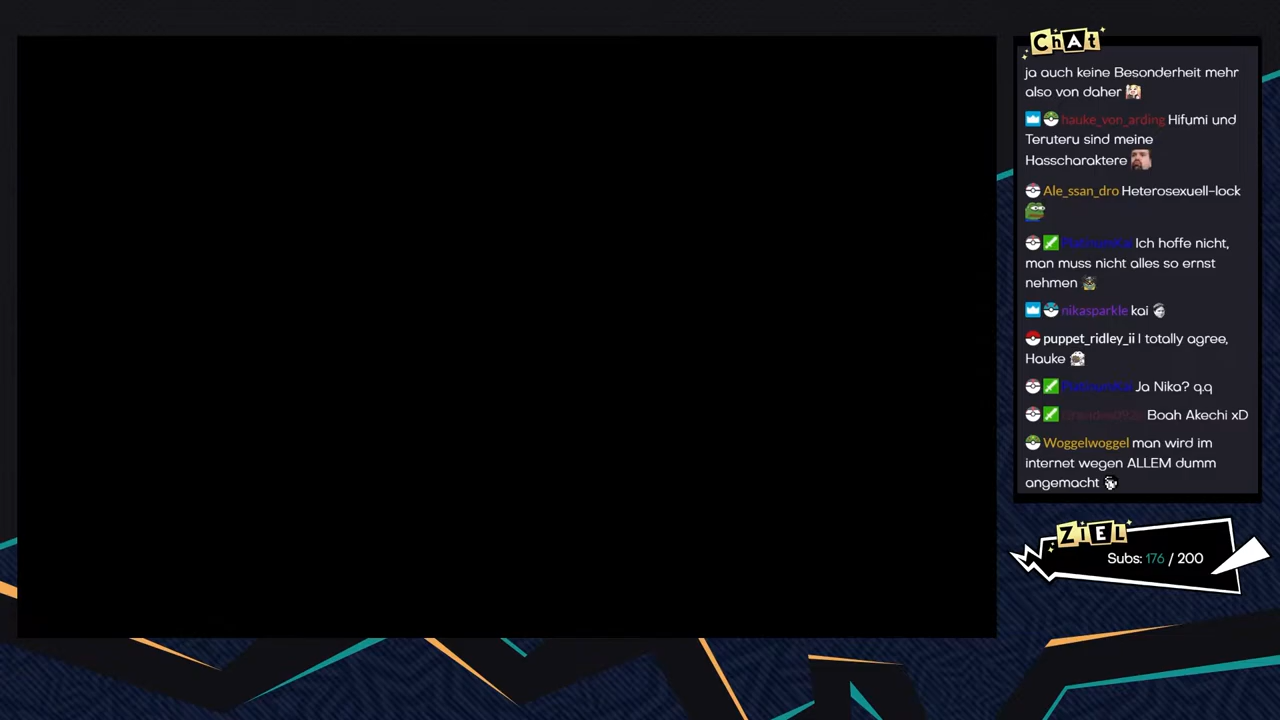 ChAt
ja auch keine Besonderheit mehr
also von daher
hauke_von_arding Hifumi und
Teruteru sind meine
Hasscharaktere
Ale_ssan_dro Heterosexuell-lock
Ich hoffe nicht,
man muss nicht alles so ernst
nehmen
nikasparkle kai
puppet_ridley_ii I totally agree,
Hauke
Ja Nika? q.q
Boah Akechi xD
Woggelwoggel man wird im
internet wegen ALLEM dumm
angemacht
ZiEL
Subs: 176 / 200